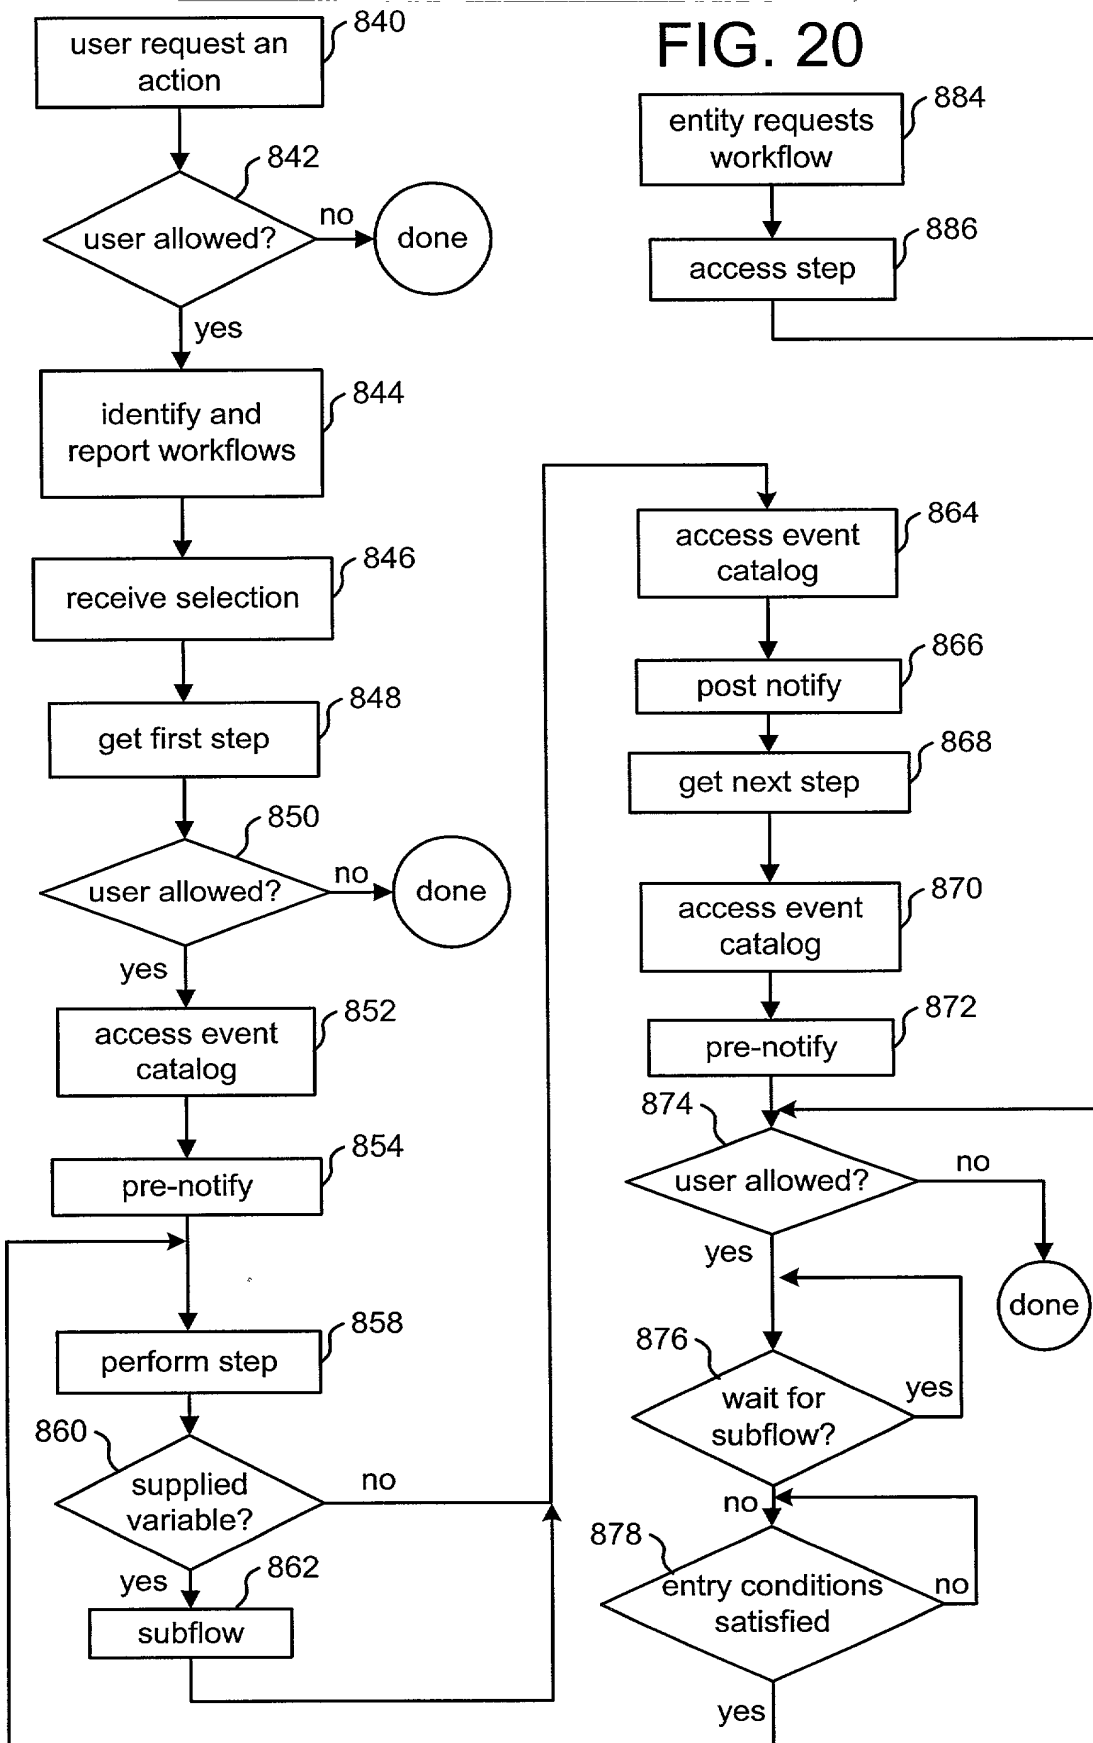 FIG. 20
840
user request an
action
842
user allowed?
no
done
yes
844
identify and
report workflows
846
receive selection
848
get first step
850
user allowed?
no
done
yes
852
access event
catalog
854
pre-notify
858
perform step
860
supplied
variable?
no
yes
862
subflow
884
entity requests
workflow
886
access step
864
access event
catalog
866
post notify
868
get next step
870
access event
catalog
872
pre-notify
874
user allowed?
no
done
yes
876
wait for
subflow?
yes
no
878
entry conditions
satisfied
no
yes